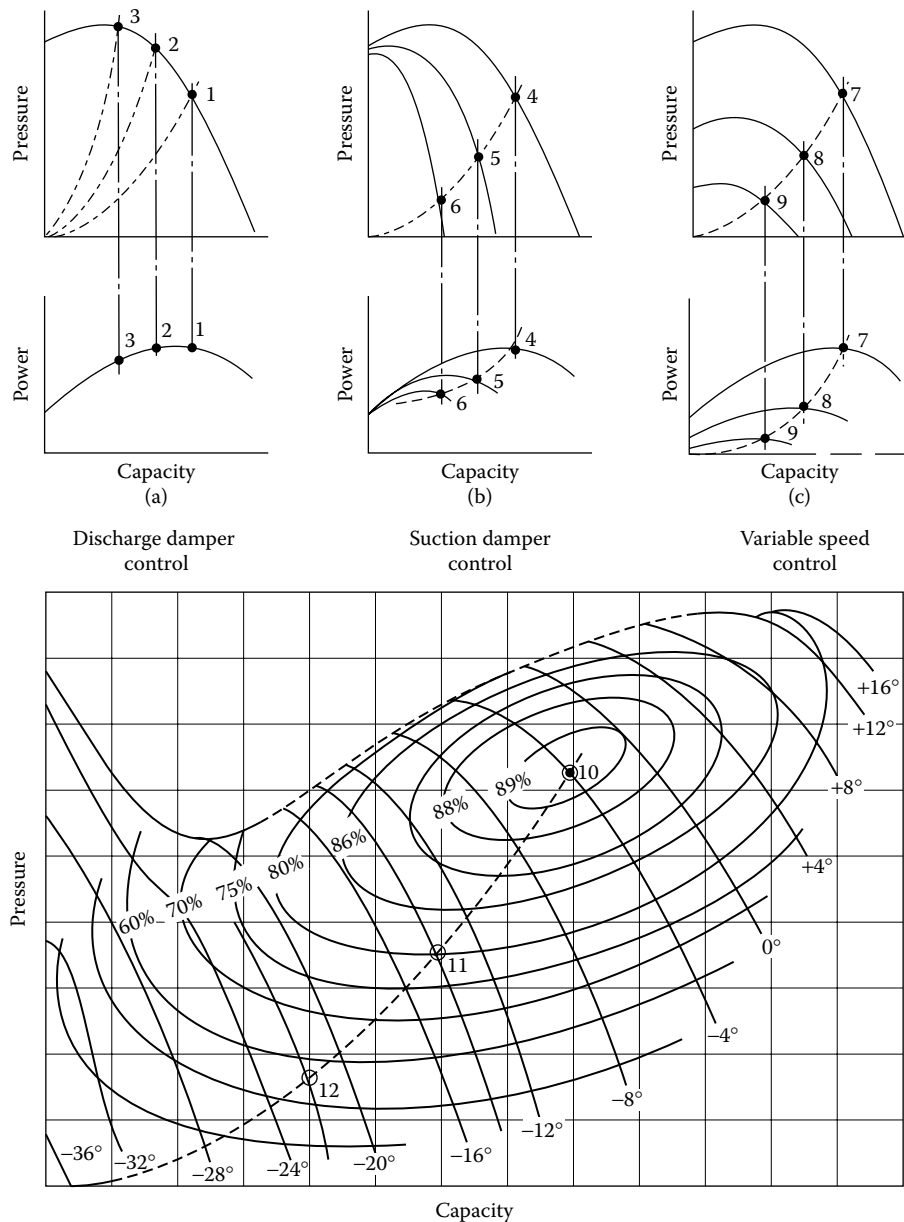 3
2
1
Pressure
3
2
1
Power
Capacity
(a)
Discharge damper
control
4
5
6
Pressure
4
5
6
Power
Capacity
(b)
Suction damper
control
7
8
9
Pressure
7
8
9
Power
Capacity
(c)
Variable speed
control
+16°
+12°
+8°
+4°
0°
−4°
−8°
−12°
−16°
−20°
−24°
−28°
−32°
−36°
10
11
12
89%
88%
86%
80%
75%
70%
60%
Pressure
Capacity